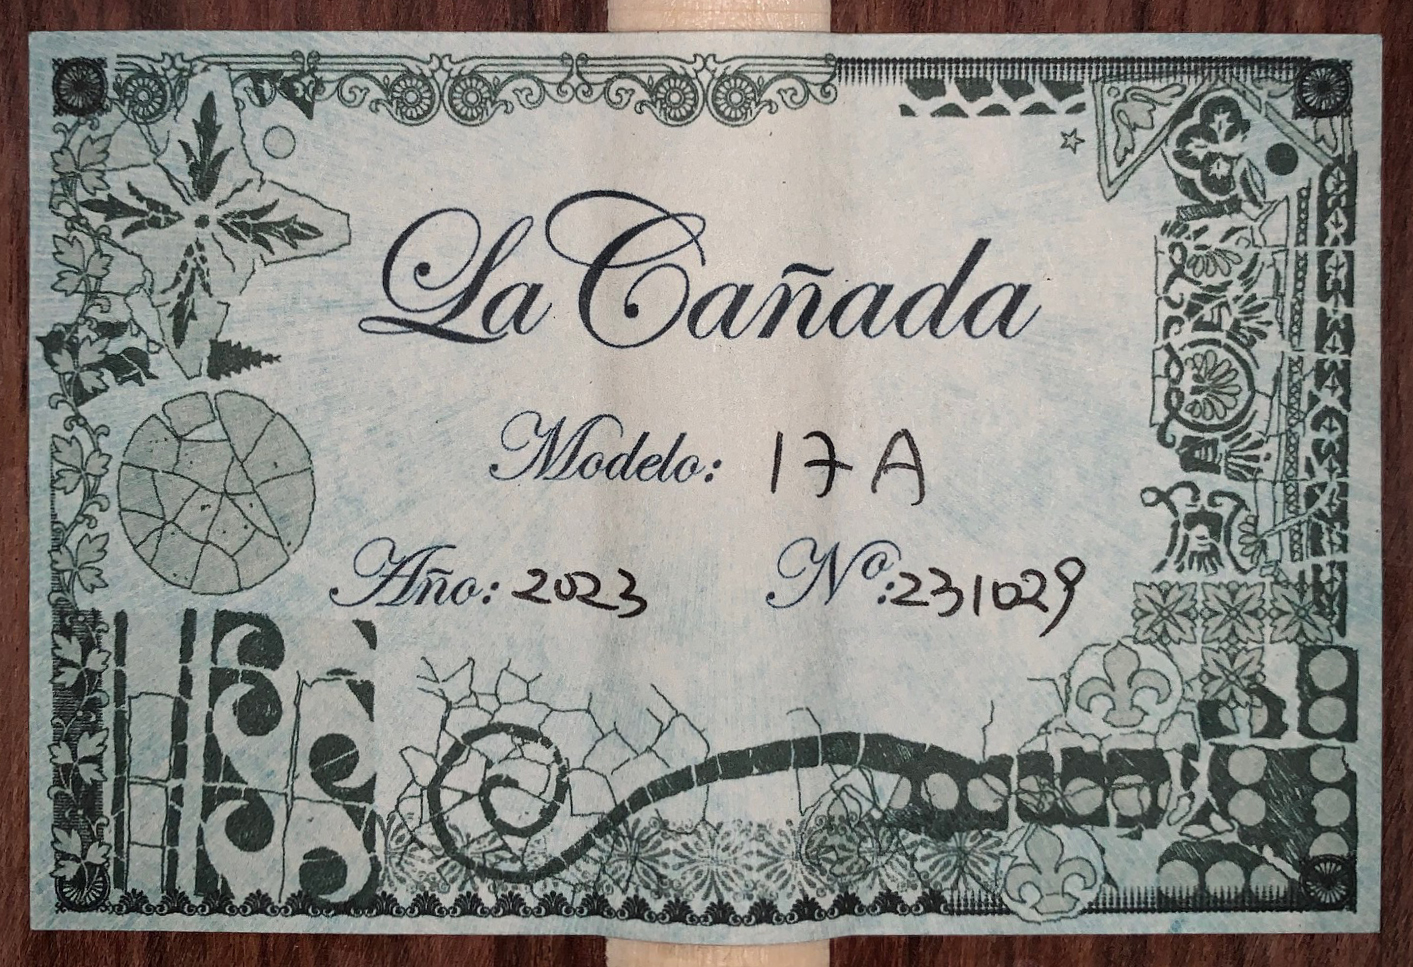 La Cañada
Modelo: 17 A
Año: 2023 Nº: 231029